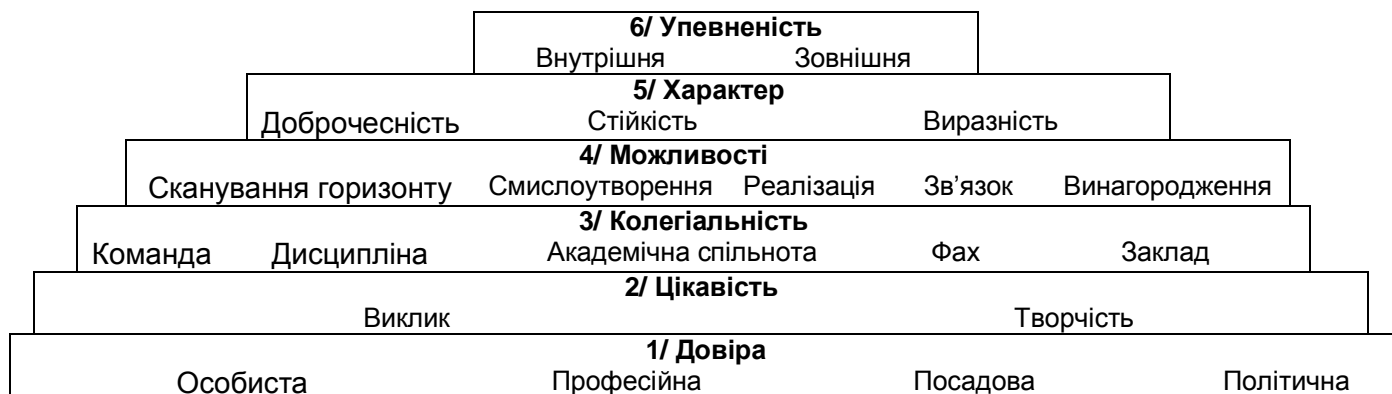 6/ Упевненість
Внутрішня Зовнішня
5/ Характер
Доброчесність Стійкість Виразність
4/ Можливості
Сканування горизонту Смислоутворення Реалізація Зв’язок Винагородження
3/ Колегіальність
Команда Дисципліна Академічна спільнота Фах Заклад
2/ Цікавість
Виклик Творчість
1/ Довіра
Особиста Професійна Посадова Політична